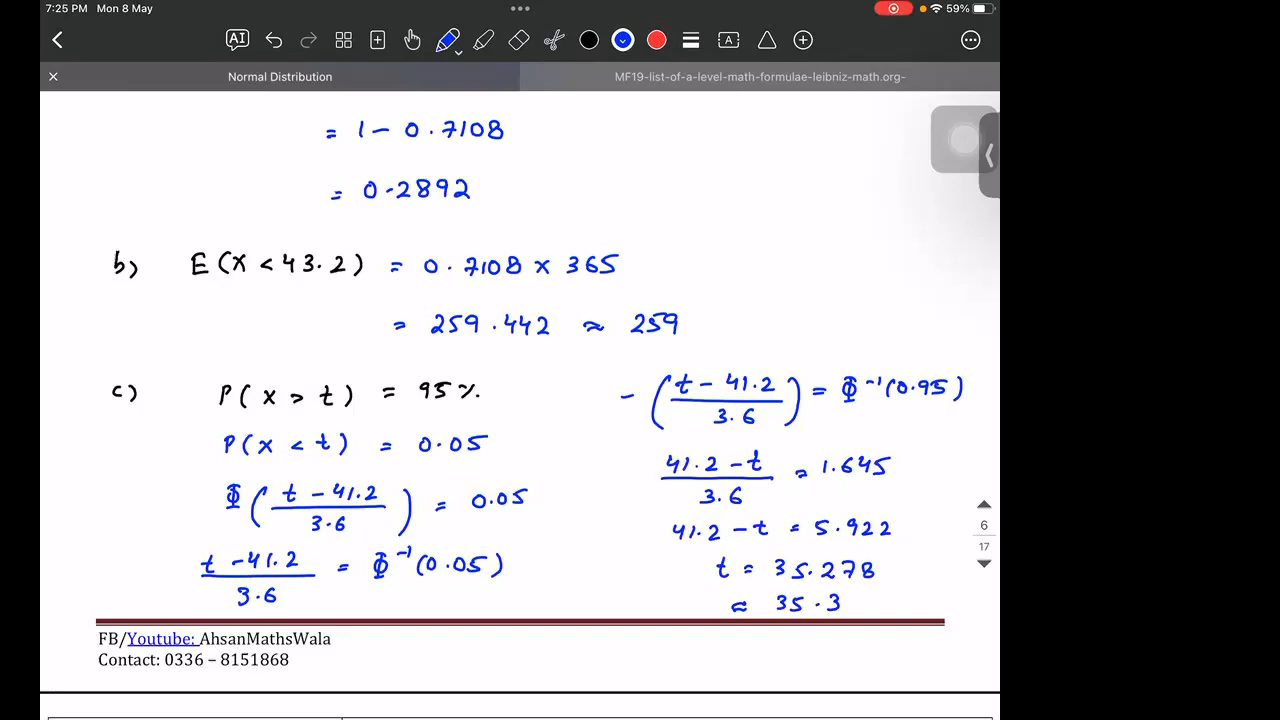 7:25 PM Mon 8 May
59%
AI
A
Normal Distribution
MF19-list-of-a-level-math-formulae-leibniz-math.org-
= 1 - 0.7108
= 0.2892
b) E(X < 43.2) = 0.7108 × 365
= 259.442 ≈ 259
c) P(X > t) = 95%.
P(X < t) = 0.05
Φ((t - 41.2)/3.6) = 0.05
(t - 41.2)/3.6 = Φ⁻¹(0.05)
-((t - 41.2)/3.6) = Φ⁻¹(0.95)
(41.2 - t)/3.6 = 1.645
41.2 - t = 5.922
t = 35.278
≈ 35.3
6
17
FB/Youtube: AhsanMathsWala
Contact: 0336 – 8151868